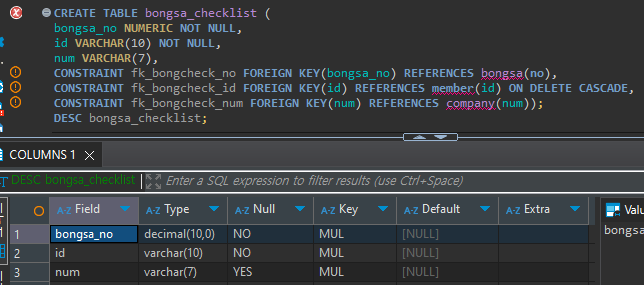 CREATE TABLE bongsa_checklist (
bongsa_no NUMERIC NOT NULL,
id VARCHAR(10) NOT NULL,
num VARCHAR(7),
CONSTRAINT fk_bongcheck_no FOREIGN KEY(bongsa_no) REFERENCES bongsa(no),
CONSTRAINT fk_bongcheck_id FOREIGN KEY(id) REFERENCES member(id) ON DELETE CASCADE,
CONSTRAINT fk_bongcheck_num FOREIGN KEY(num) REFERENCES company(num));
DESC bongsa_checklist;
COLUMNS 1
DESC bongsa_checklist Enter a SQL expression to filter results (use Ctrl+Space)
A-Z Field A-Z Type A-Z Null A-Z Key A-Z Default A-Z Extra Valu
1 bongsa_no decimal(10,0) NO MUL [NULL] bongsa
2 id varchar(10) NO MUL [NULL]
3 num varchar(7) YES MUL [NULL]